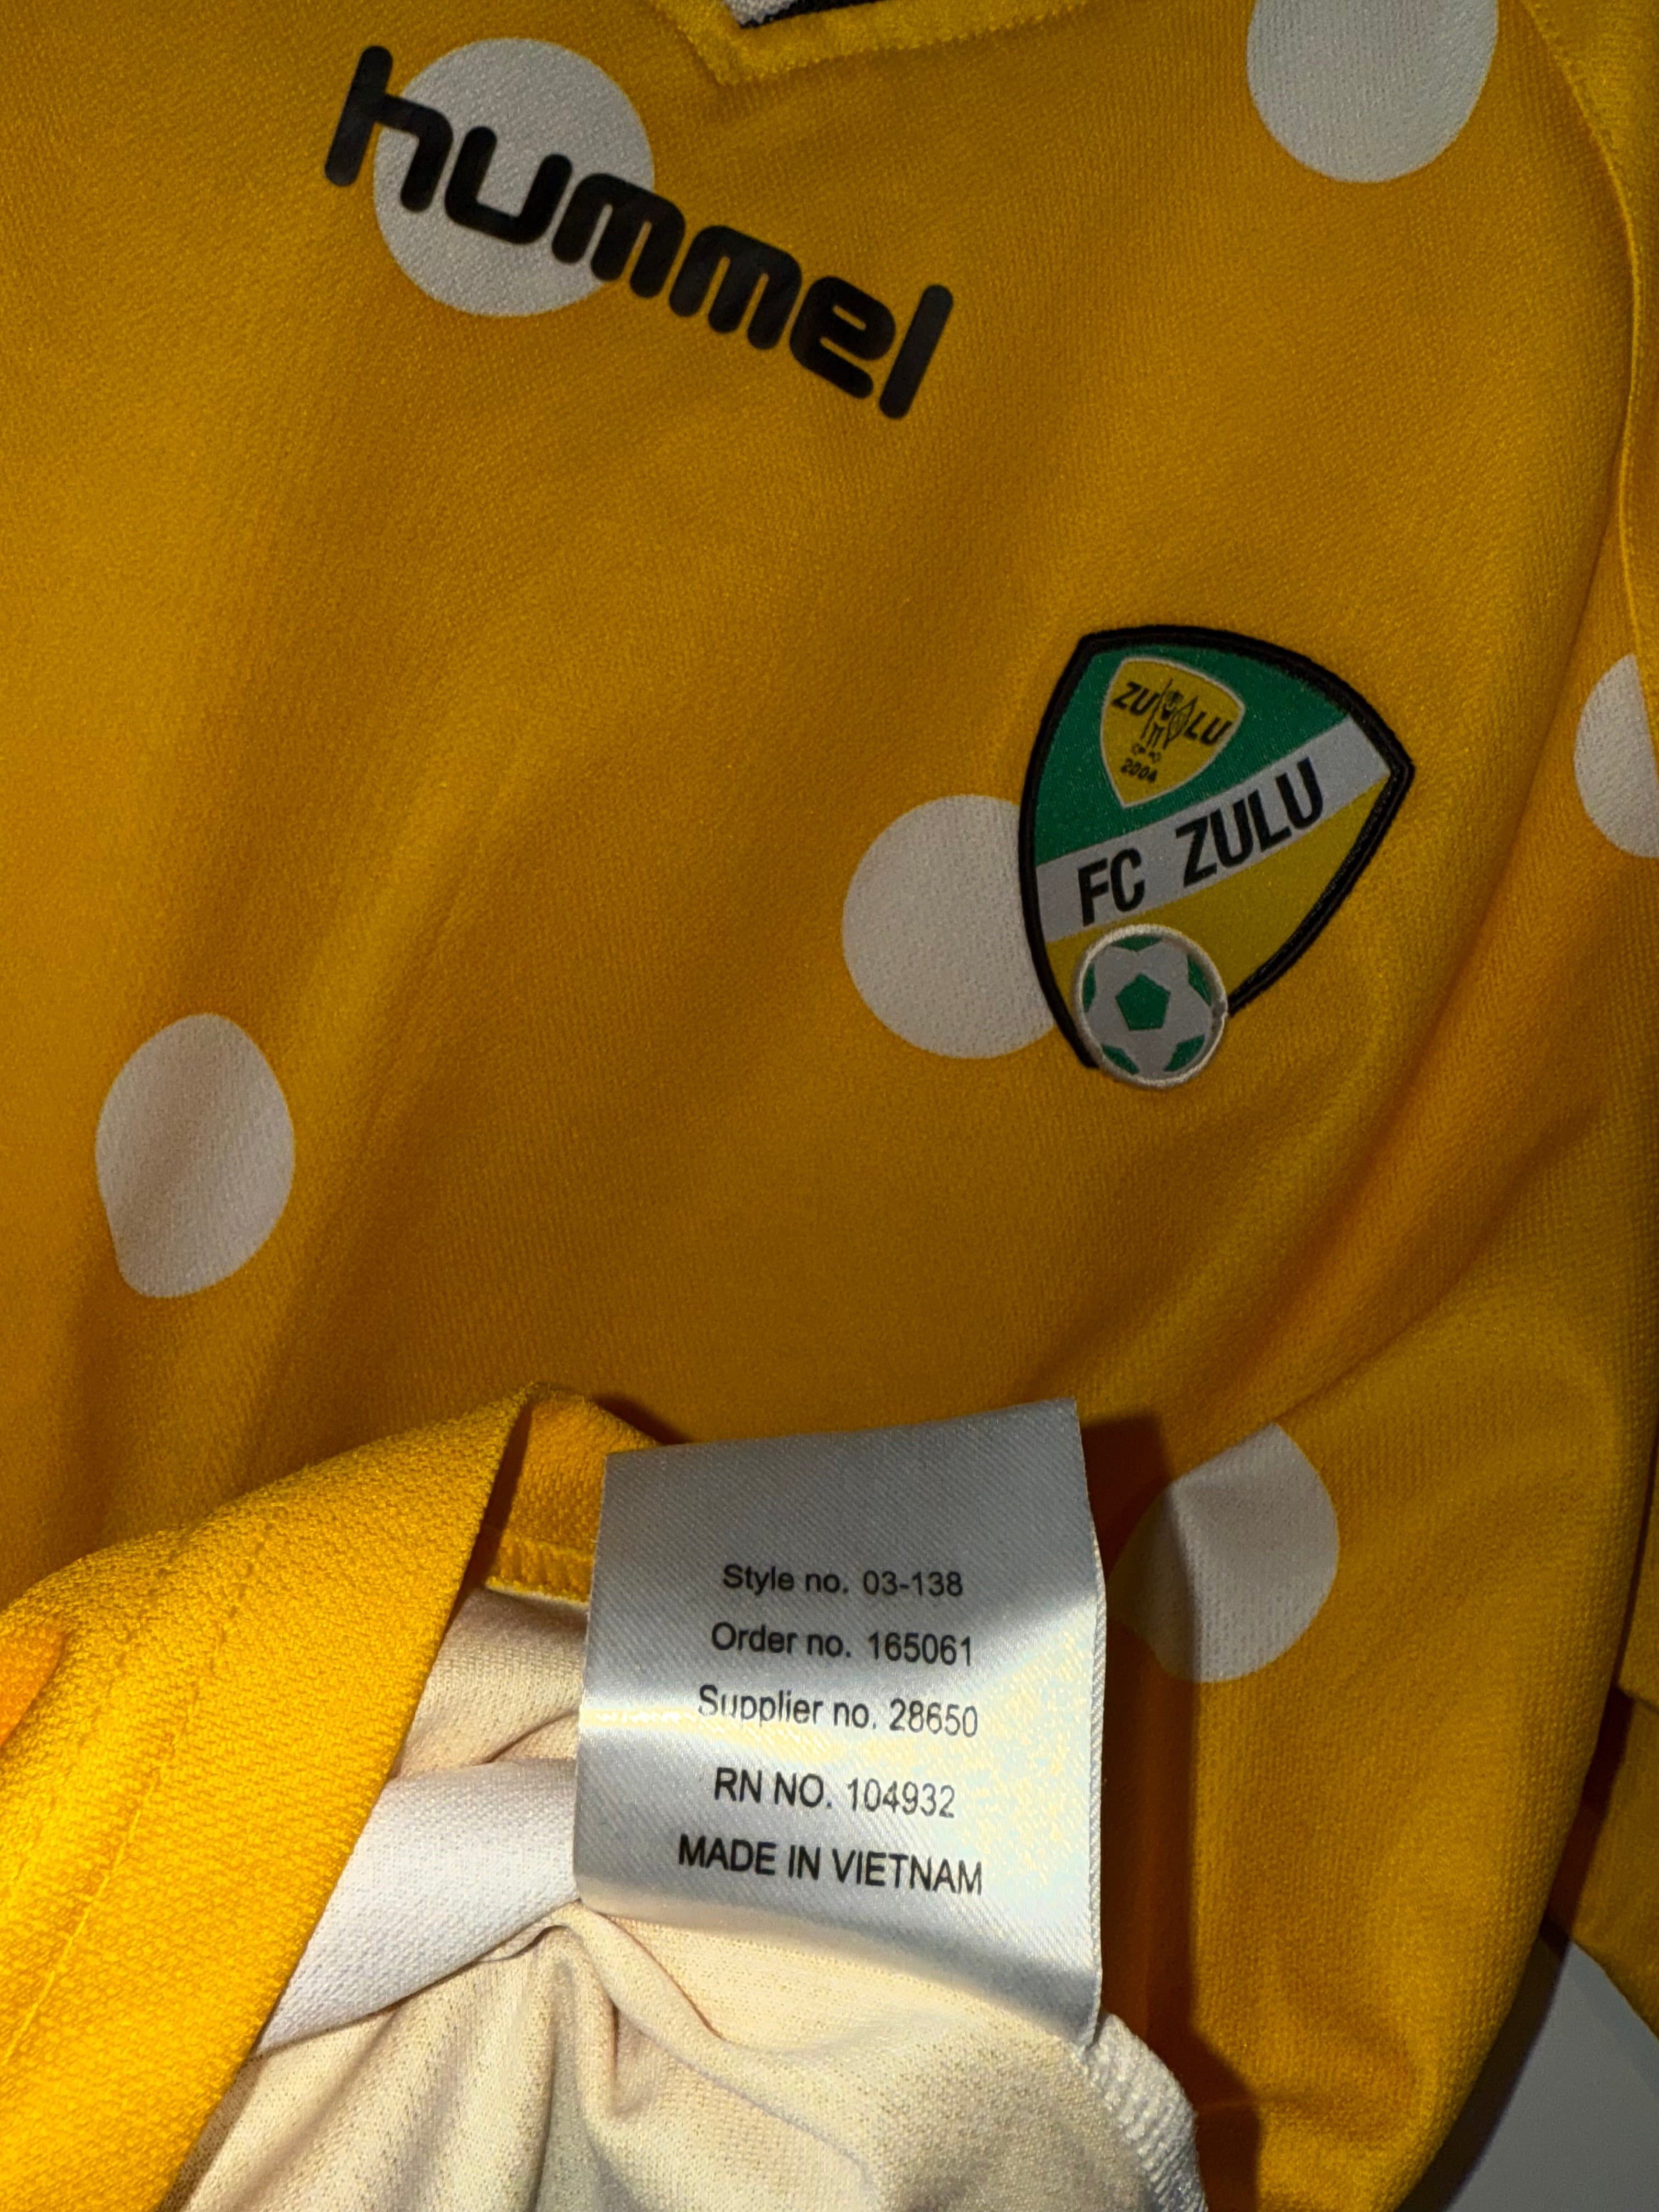 hummel
ZULU
2004
FC ZULU
Style no. 03-138
Order no. 165061
Supplier no. 28650
RN NO. 104932
MADE IN VIETNAM